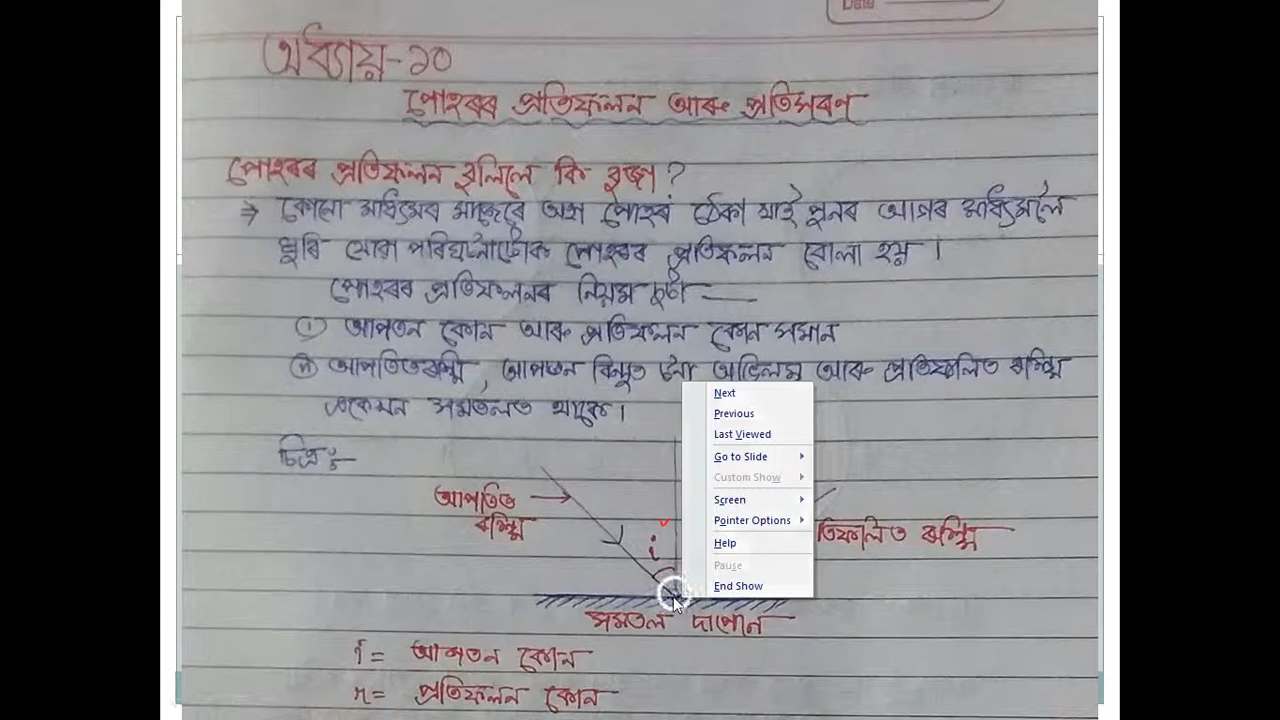 Date
অধ্যায়-১০
পোহৰৰ প্ৰতিফলন আৰু প্ৰতিসৰণ
পোহৰৰ প্ৰতিফলন বুলিলে কি বুজা?
⇒ কোনো মাধ্যমৰ মাজেৰে অহা পোহৰ ঠেকা খাই পুনৰ আগৰ মাধ্যমলৈ
ঘূৰি যোৱা পৰিঘটনাটোক পোহৰৰ প্ৰতিফলন বোলা হয়।
পোহৰৰ প্ৰতিফলনৰ নিয়ম দুটা —
① আপতন কোন আৰু প্ৰতিফলন কোন সমান
আপতিতৰশ্মি, আপতন বিন্দুত টনা অভিলম্ব আৰু প্ৰতিফলিত ৰশ্মি
একেখন সমতলত থাকে।
চিত্ৰঃ-
আপতিত
ৰশ্মি
i
তিফলিত ৰশ্মি
সমতল দাপোন
i = আপতন কোন
r = প্ৰতিফলন কোন
Next
Previous
Last Viewed
Go to Slide
Custom Show
Screen
Pointer Options
Help
Pause
End Show